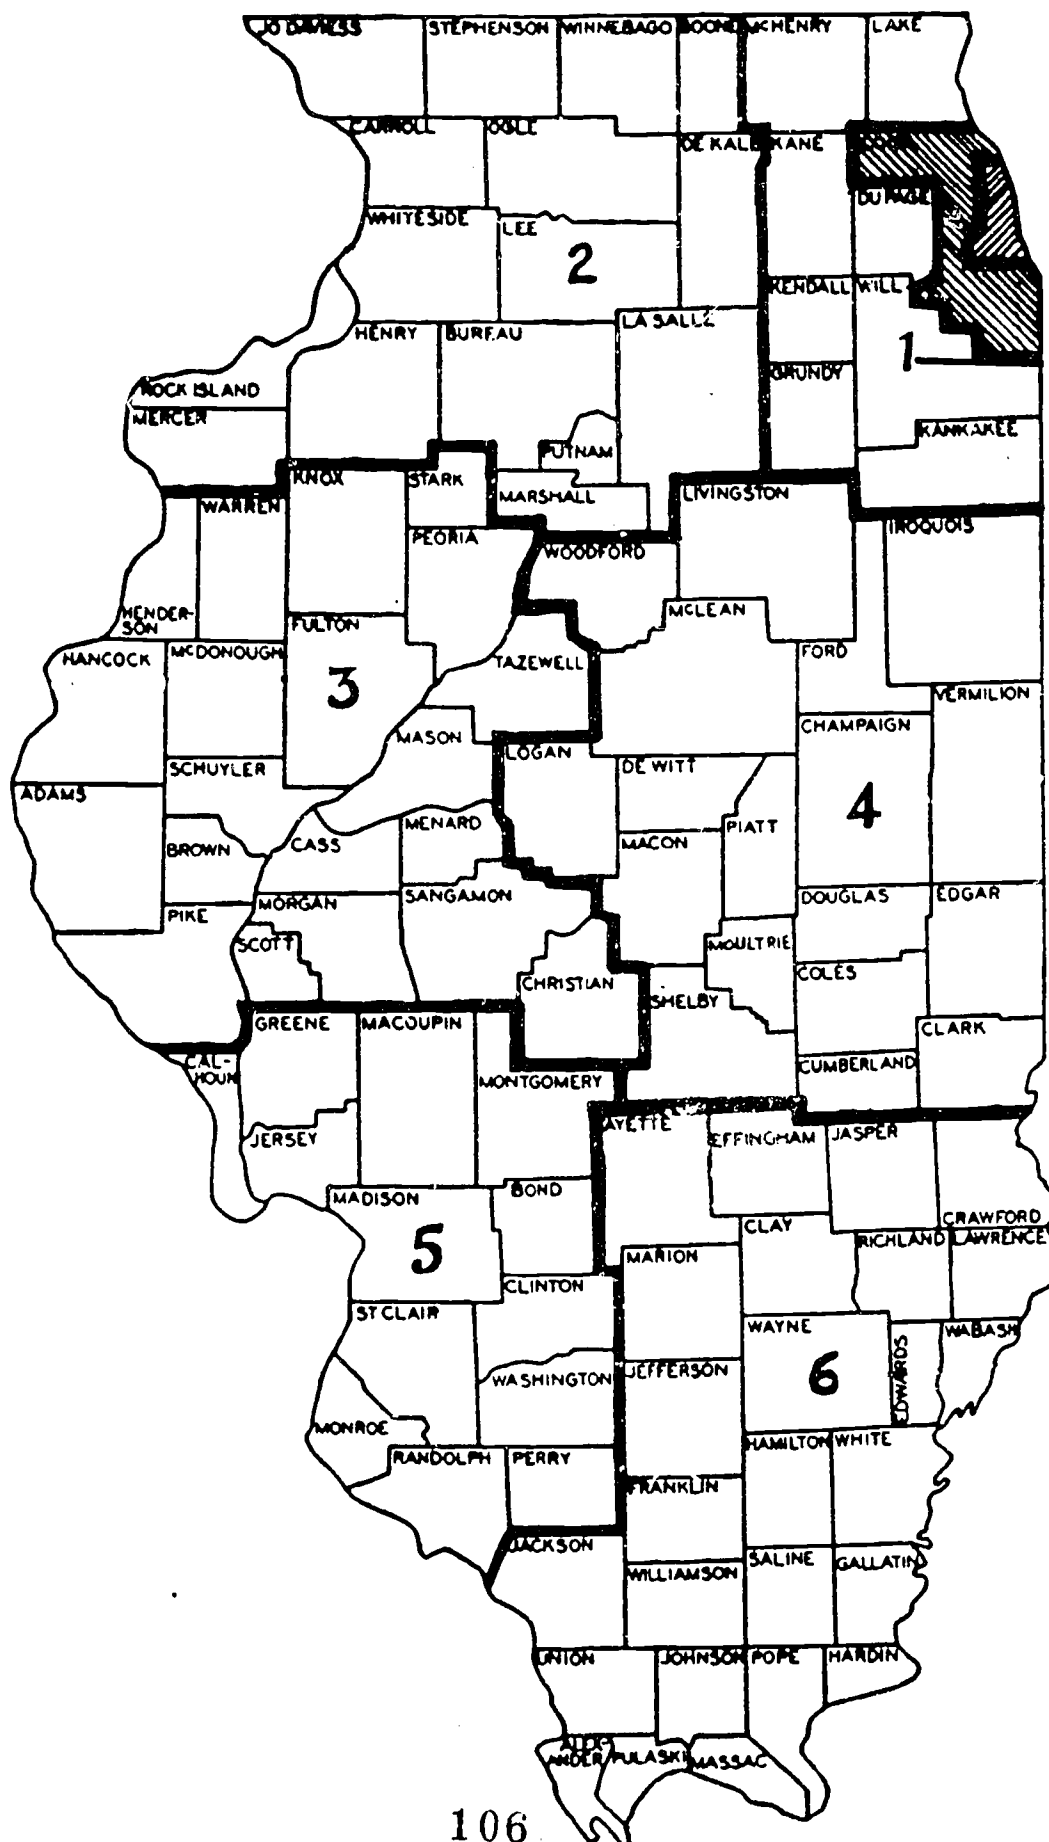 JO DAVIESS STEPHENSON WINNEBAGO BOONE McHENRY LAKE
CARROLL OGLE
DE KALB KANE COOK
DU PAGE
WHITESIDE LEE
2
KENDALL WILL
LA SALLE
HENRY BUREAU
1
GRUNDY
ROCK ISLAND
MERCER
KANKAKEE
PUTNAM
KNOX STARK
MARSHALL LIVINGSTON
WARREN
IROQUOIS
PEORIA
WOODFORD
HENDER-
SON
McLEAN
FULTON
HANCOCK McDONOUGH
TAZEWELL FORD
3
VERMILION
CHAMPAIGN
MASON
LOGAN
SCHUYLER DE WITT
ADAMS
4
MENARD PIATT
CASS MACON
BROWN
MORGAN SANGAMON DOUGLAS EDGAR
PIKE
SCOTT MOULTRIE
COLES
CHRISTIAN
SHELBY
GREENE MACOUPIN
CLARK
CAL-
HOUN
CUMBERLAND
MONTGOMERY
AYETTE
JERSEY EFFINGHAM JASPER
MADISON BOND
CRAWFORD
CLAY
RICHLAND LAWRENCE
5
MARION
CLINTON
ST CLAIR
WAYNE WABASH
EDWARDS
6
JEFFERSON
WASHINGTON
MONROE
HAMILTON WHITE
RANDOLPH PERRY
FRANKLIN
JACKSON
SALINE GALLATIN
WILLIAMSON
UNION JOHNSON POPE HARDIN
ALEX-
ANDER PULASKI MASSAC
106